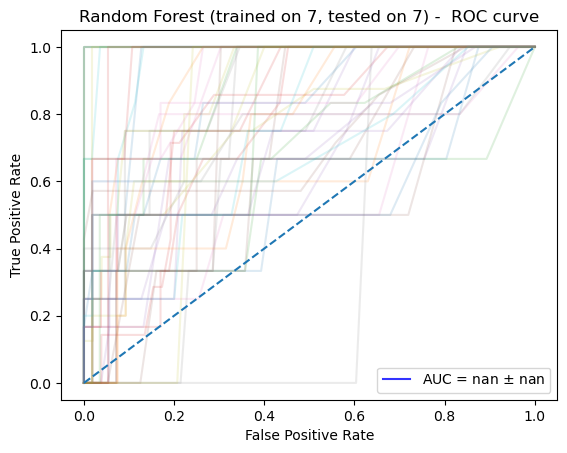 Random Forest (trained on 7, tested on 7) - ROC curve
True Positive Rate
1.0
0.8
0.6
0.4
0.2
0.0
0.0 0.2 0.4 0.6 0.8 1.0
False Positive Rate
AUC = nan ± nan